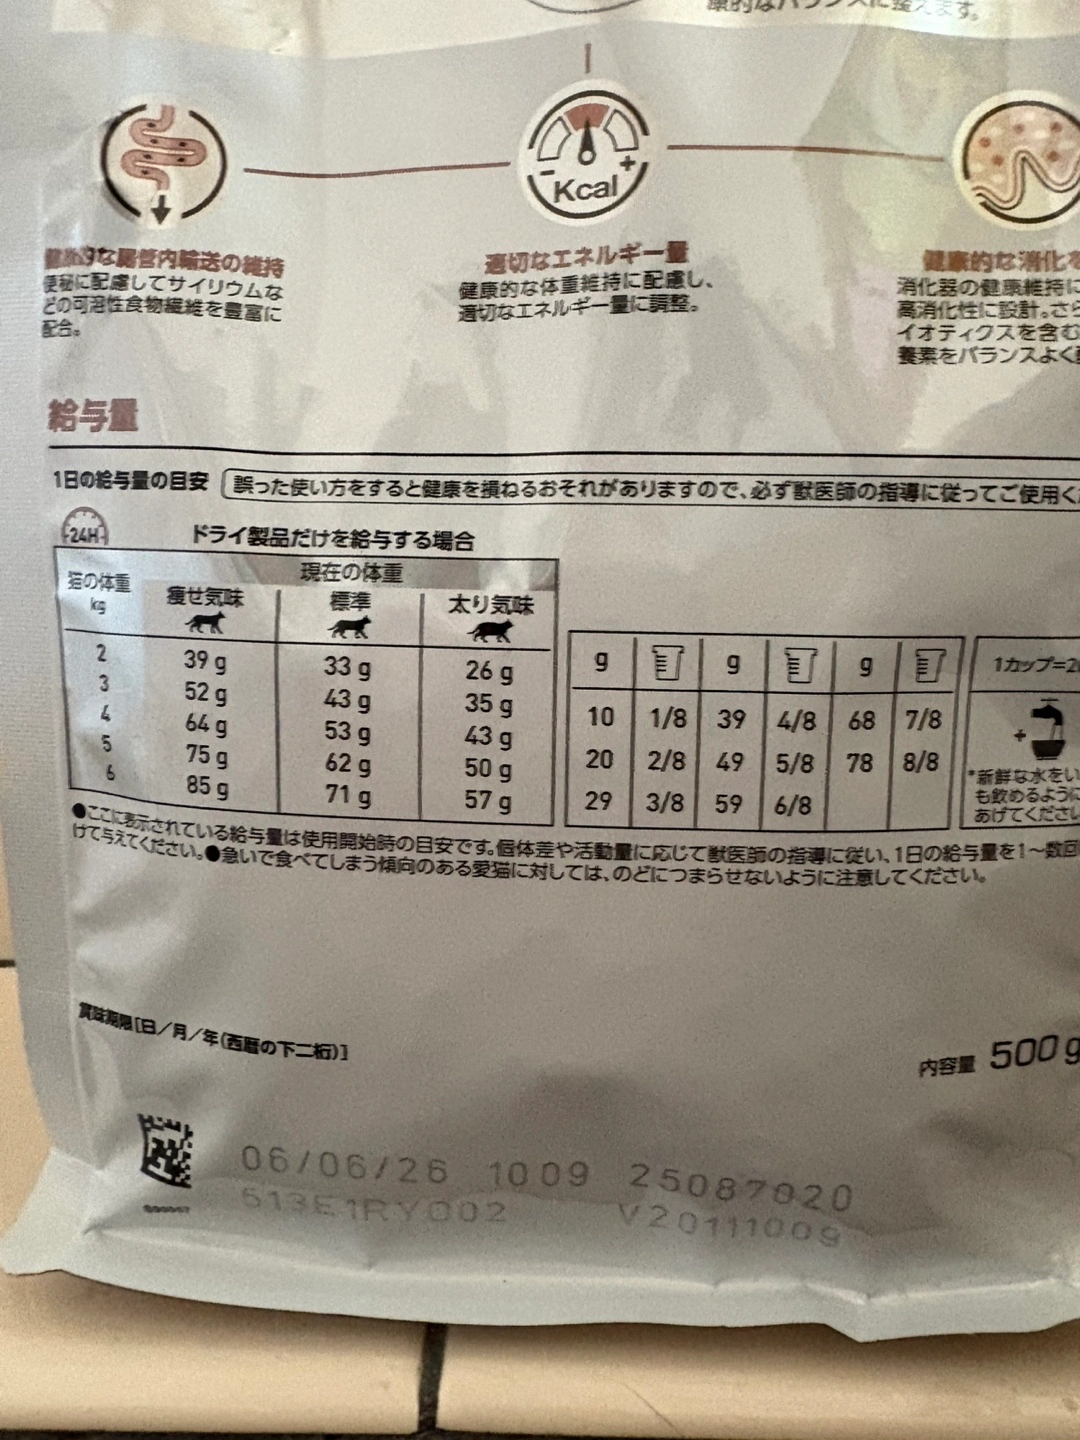 康的なバランスに整えます。
Kcal
健康的な腸管内輸送の維持
便秘に配慮してサイリウムな
どの可溶性食物繊維を豊富に
配合。
適切なエネルギー量
健康的な体重維持に配慮し、
適切なエネルギー量に調整。
健康的な消化を
消化器の健康維持に
高消化性に設計。さら
イオティクスを含む
養素をバランスよく
給与量
1日の給与量の目安 誤った使い方をすると健康を損ねるおそれがありますので、必ず獣医師の指導に従ってご使用く
24H ドライ製品だけを給与する場合
猫の体重 kg 現在の体重
痩せ気味 標準 太り気味
2 39 g 33 g 26 g
3 52 g 43 g 35 g
4 64 g 53 g 43 g
5 75 g 62 g 50 g
6 85 g 71 g 57 g
g g g
10 1/8 39 4/8 68 7/8
20 2/8 49 5/8 78 8/8
29 3/8 59 6/8
1カップ=2
+
*新鮮な水をい
も飲めるように
あげてください
●ここに表示されている給与量は使用開始時の目安です。個体差や活動量に応じて獣医師の指導に従い、1日の給与量を1〜数回
けて与えてください。●急いで食べてしまう傾向のある愛猫に対しては、のどにつまらせないように注意してください。
賞味期限[日/月/年(西暦の下二桁)]
内容量 500 g
06/06/26 1009 25087020
513E1RY002 V2011100g